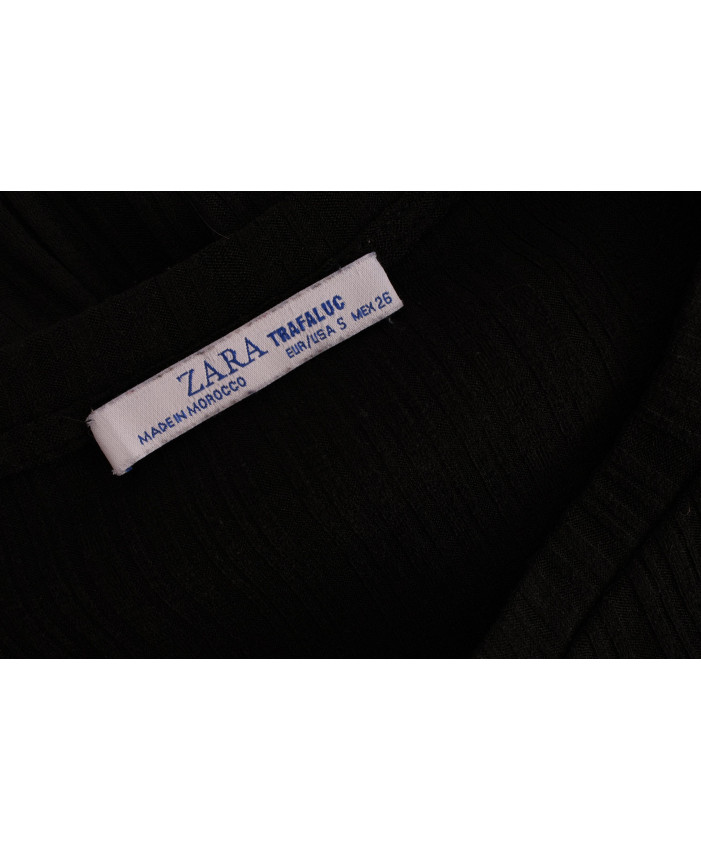 ZARA TRAFALUC
MADE IN MOROCCO EUR/USA S MEX 26